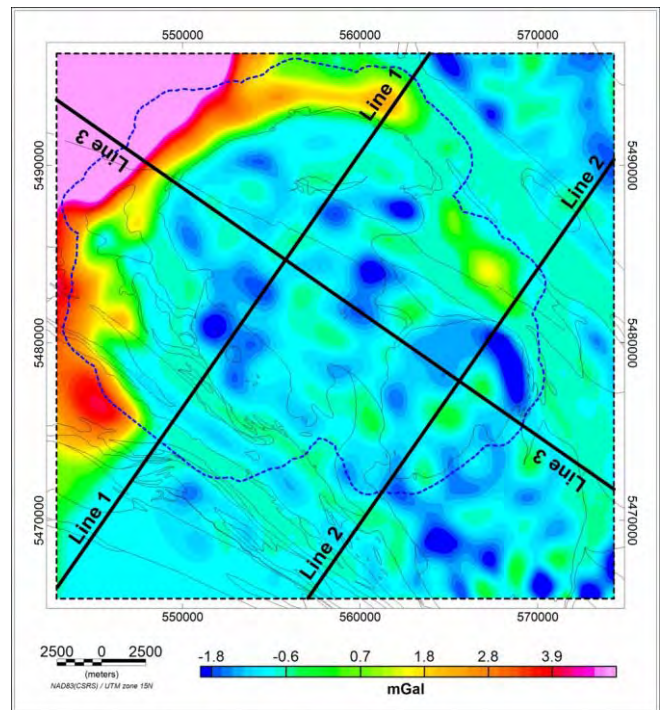 550000 560000 570000
Line 1
Line 3
Line 2
5490000 5490000
5480000 5480000
5470000 5470000
Line 1
Line 2
Line 3
550000 560000 570000
2500 0 2500
(meters)
NAD83(CSRS) / UTM zone 15N
-1.8 -0.6 0.7 1.8 2.8 3.9
mGal